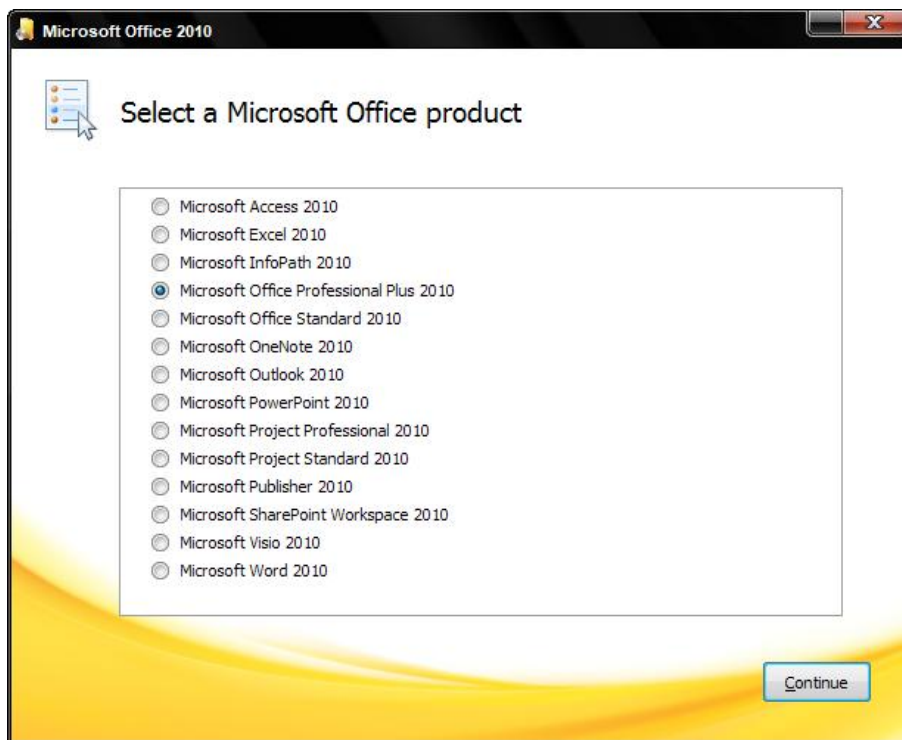 Microsoft Office 2010
Select a Microsoft Office product
Microsoft Access 2010
Microsoft Excel 2010
Microsoft InfoPath 2010
Microsoft Office Professional Plus 2010
Microsoft Office Standard 2010
Microsoft OneNote 2010
Microsoft Outlook 2010
Microsoft PowerPoint 2010
Microsoft Project Professional 2010
Microsoft Project Standard 2010
Microsoft Publisher 2010
Microsoft SharePoint Workspace 2010
Microsoft Visio 2010
Microsoft Word 2010
Continue